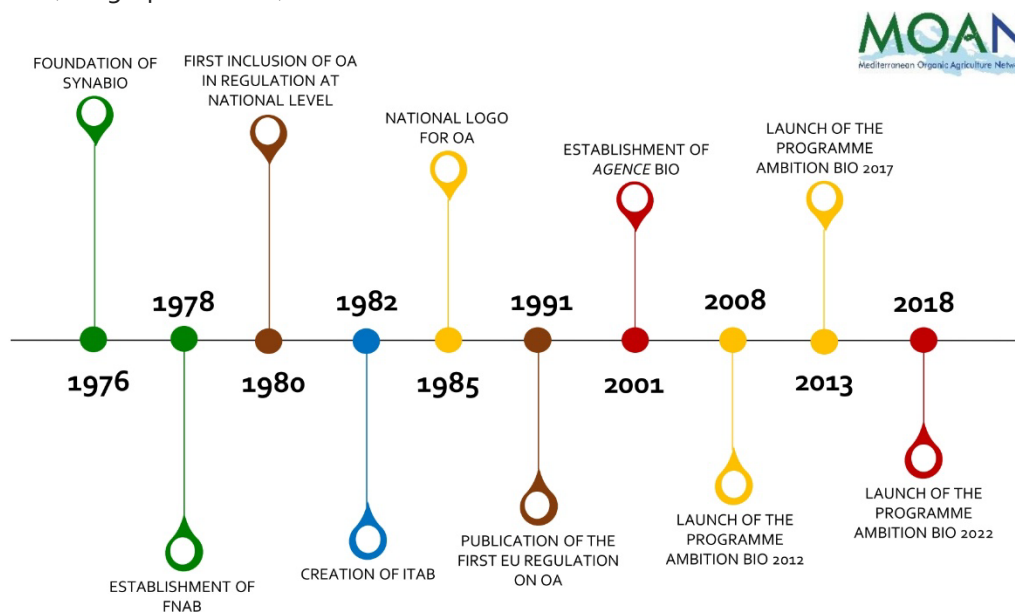 MOAN
Mediterranean Organic Agriculture
FOUNDATION OF
SYNABIO
FIRST INCLUSION OF OA
IN REGULATION AT
NATIONAL LEVEL
NATIONAL LOGO
FOR OA
ESTABLISHMENT OF
AGENCE BIO
LAUNCH OF THE
PROGRAMME
AMBITION BIO 2017
1978
1982
1991
2008
2018
1976
1980
1985
2001
2013
ESTABLISHMENT OF
FNAB
CREATION OF ITAB
PUBLICATION OF THE
FIRST EU REGULATION
ON OA
LAUNCH OF THE
PROGRAMME
AMBITION BIO 2012
LAUNCH OF THE
PROGRAMME
AMBITION BIO 2022